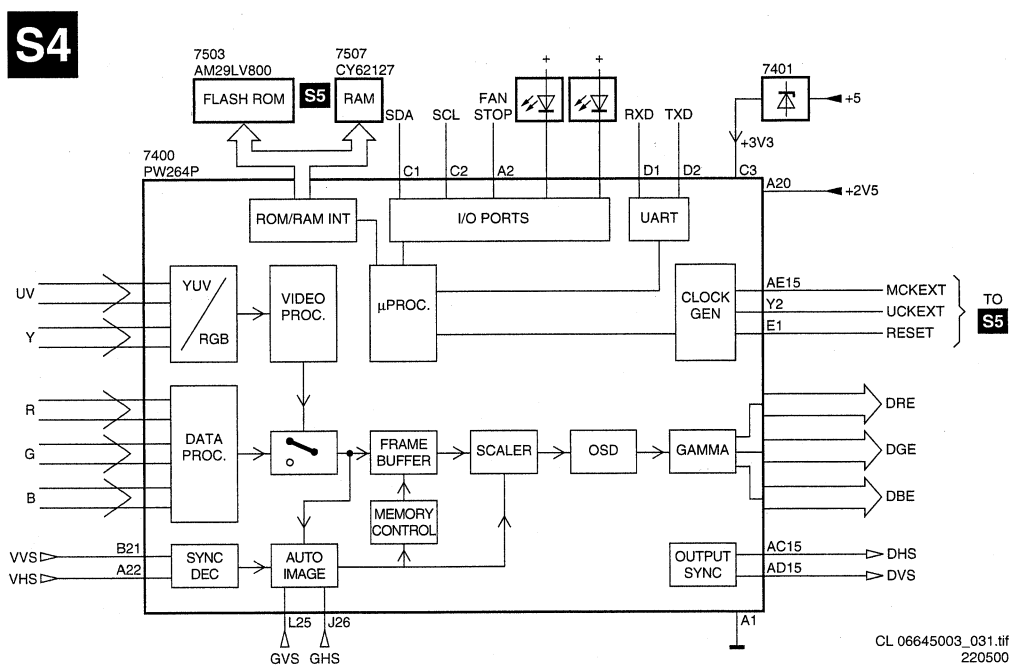 S4
7503
AM29LV800
FLASH ROM
S5
7507
CY62127
RAM
SDA
SCL
FAN
STOP
+
+
RXD
TXD
7401
+5
+3V3
7400
PW264P
C1
C2
A2
D1
D2
C3
A20
+2V5
ROM/RAM INT
I/O PORTS
UART
UV
Y
YUV
RGB
VIDEO
PROC.
µPROC.
CLOCK
GEN
AE15
MCKEXT
Y2
UCKEXT
E1
RESET
TO
S5
R
G
B
DATA
PROC.
FRAME
BUFFER
SCALER
OSD
GAMMA
DRE
DGE
DBE
MEMORY
CONTROL
VVS
B21
VHS
A22
SYNC
DEC
AUTO
IMAGE
OUTPUT
SYNC
AC15
DHS
AD15
DVS
L25
J26
GVS
GHS
A1
CL 06645003_031.tif
220500